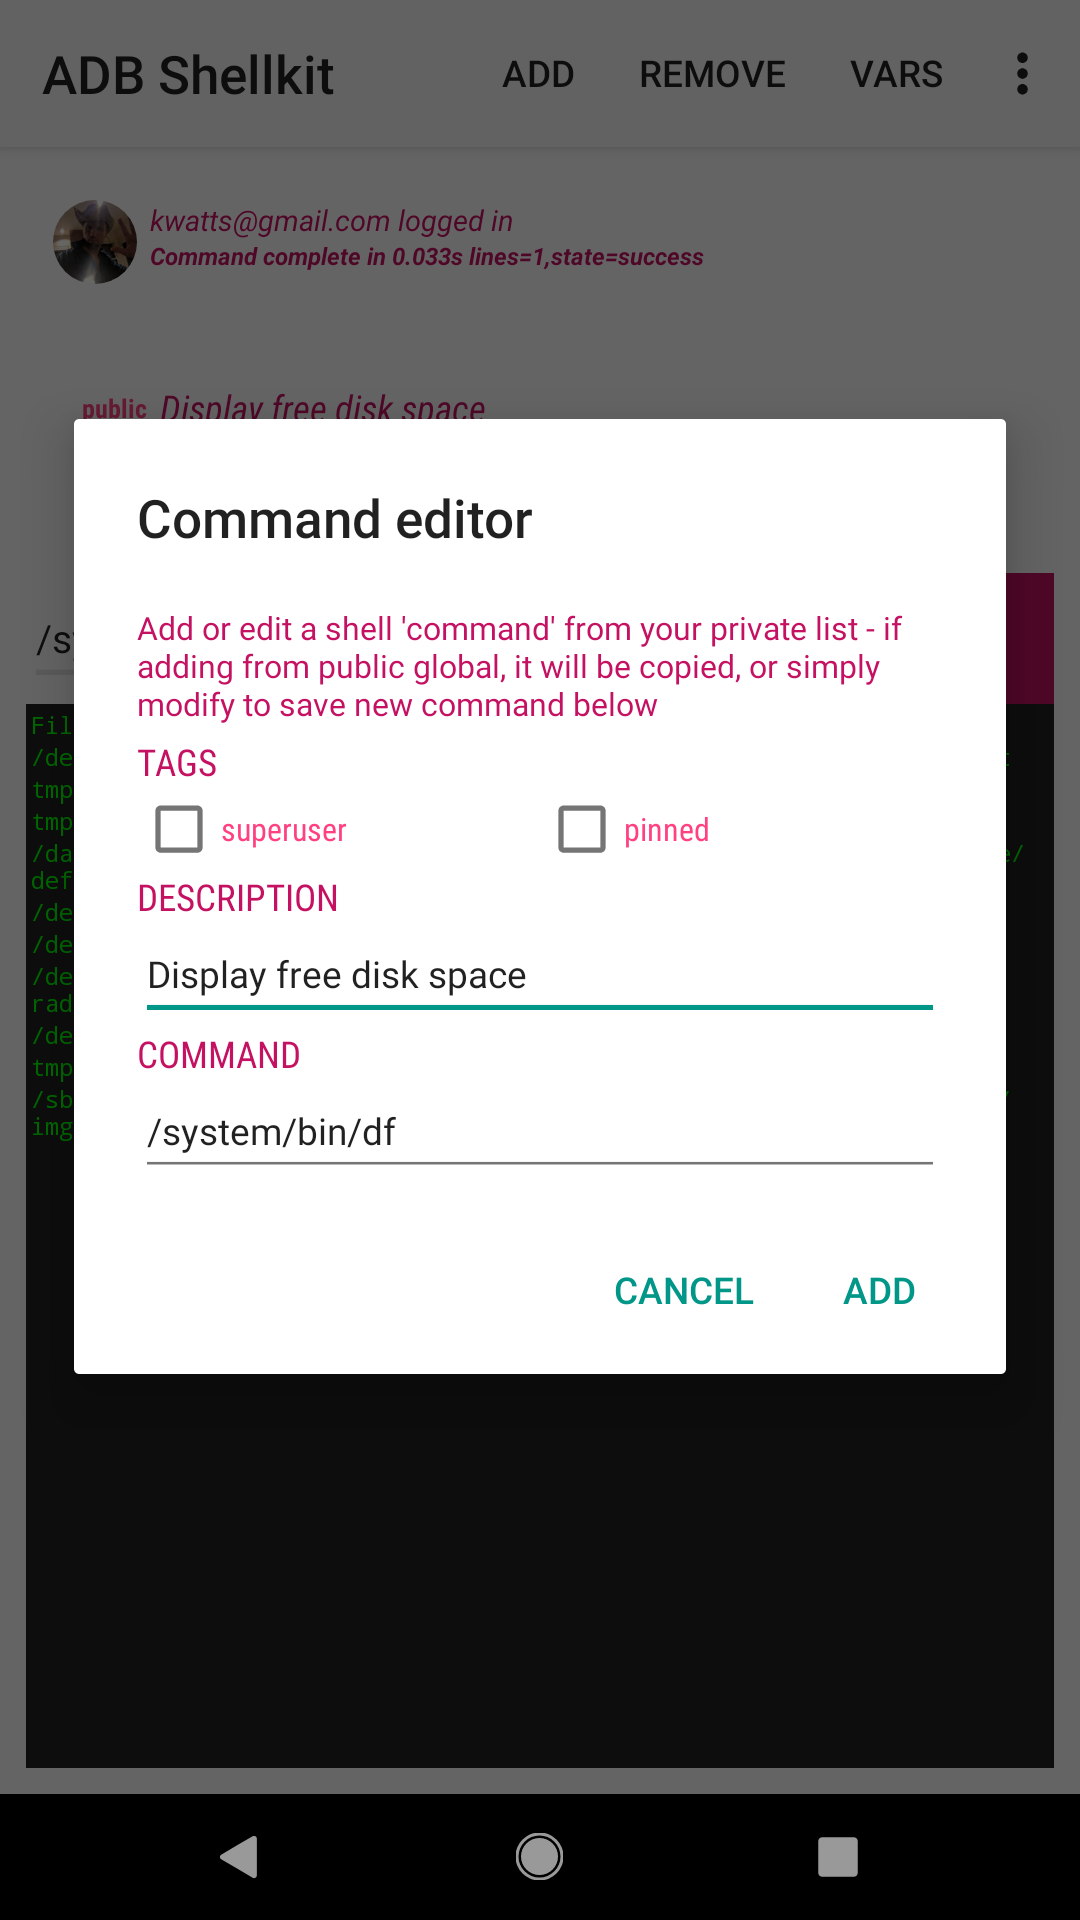 ADB Shellkit ADD REMOVE VARS
kwatts@gmail.com logged in
Command complete in 0.033s lines=1,state=success
public Display free disk space
Command editor
Add or edit a shell 'command' from your private list - if
adding from public global, it will be copied, or simply
modify to save new command below
TAGS
superuser pinned
DESCRIPTION
Display free disk space
COMMAND
/system/bin/df
CANCEL ADD
/s
Fil
/de
tmp
tmp
/da e/
def
/de
/de
/de
rad
/de
tmp
/sb
img